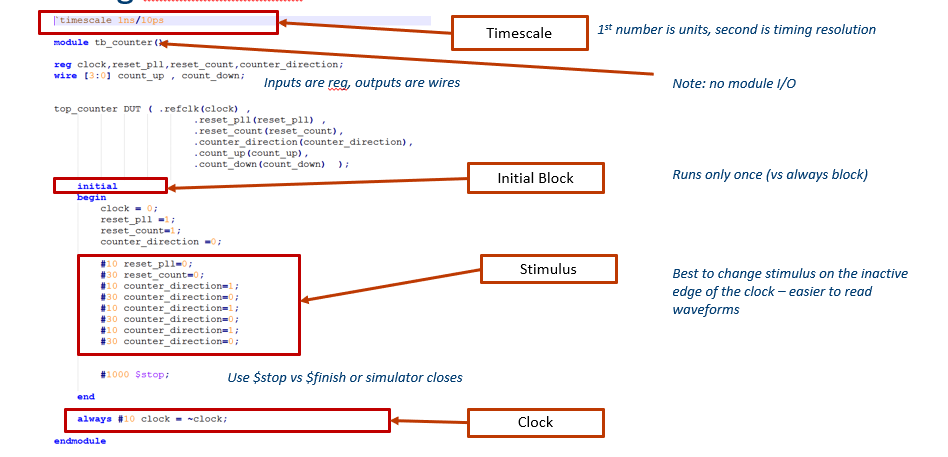 `timescale 1ns/10ps
Timescale
1st number is units, second is timing resolution
module tb_counter();
Note: no module I/O
reg clock,reset_pll,reset_count,counter_direction;
wire [3:0] count_up , count_down;
Inputs are reg, outputs are wires
top_counter DUT ( .refclk(clock) ,
.reset_pll(reset_pll) ,
.reset_count(reset_count),
.counter_direction(counter_direction),
.count_up(count_up),
.count_down(count_down) );
initial
Initial Block
Runs only once (vs always block)
begin
clock = 0;
reset_pll =1;
reset_count=1;
counter_direction =0;
#10 reset_pll=0;
#30 reset_count=0;
#10 counter_direction=1;
#30 counter_direction=0;
#10 counter_direction=1;
#30 counter_direction=0;
#10 counter_direction=1;
#30 counter_direction=0;
Stimulus
Best to change stimulus on the inactive
edge of the clock – easier to read
waveforms
#1000 $stop;
Use $stop vs $finish or simulator closes
end
always #10 clock = ~clock;
Clock
endmodule